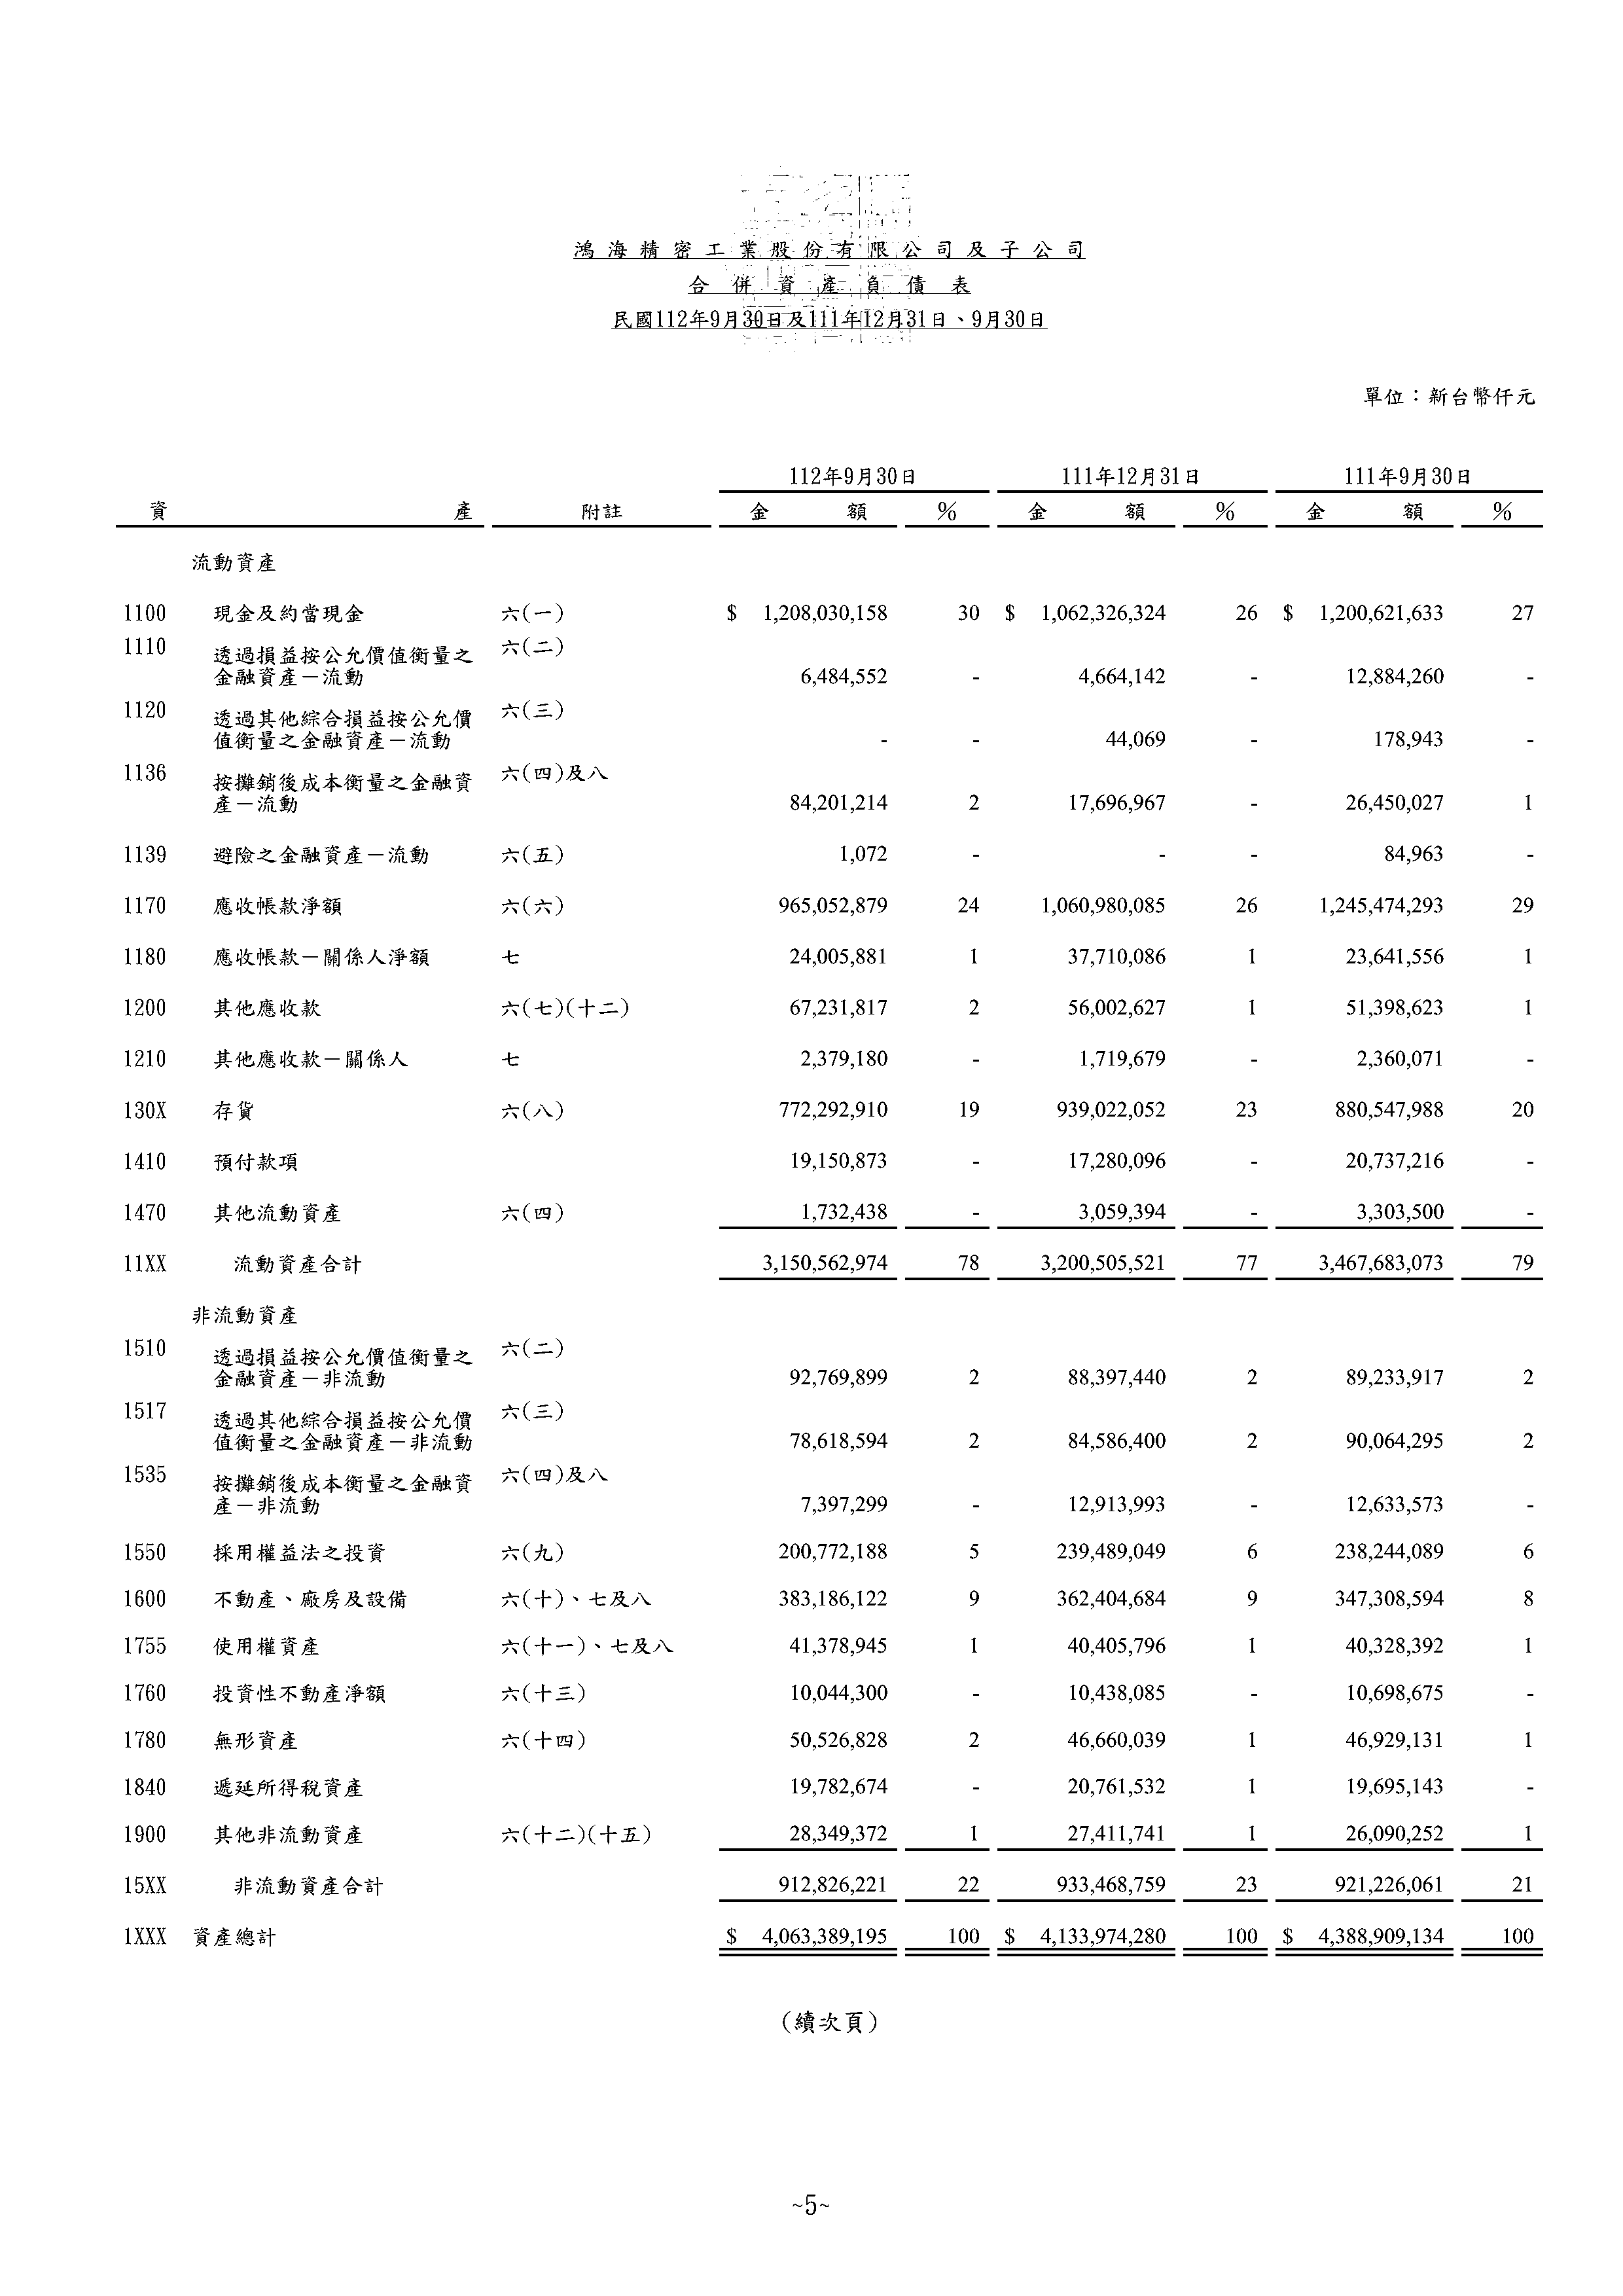 鴻海精密工業股份有限公司及子公司
合併資產負債表
民國112年9月30日及111年12月31日、9月30日
單位：新台幣仟元
112年9月30日 111年12月31日 111年9月30日
資 產 附註 金 額 % 金 額 % 金 額 %
流動資產
1100 現金及約當現金 六(一) $ 1,208,030,158 30 $ 1,062,326,324 26 $ 1,200,621,633 27
1110 透過損益按公允價值衡量之 六(二)
金融資產－流動 6,484,552 - 4,664,142 - 12,884,260 -
1120 透過其他綜合損益按公允價 六(三)
值衡量之金融資產－流動 - - 44,069 - 178,943 -
1136 按攤銷後成本衡量之金融資 六(四)及八
產－流動 84,201,214 2 17,696,967 - 26,450,027 1
1139 避險之金融資產－流動 六(五) 1,072 - - - 84,963 -
1170 應收帳款淨額 六(六) 965,052,879 24 1,060,980,085 26 1,245,474,293 29
1180 應收帳款－關係人淨額 七 24,005,881 1 37,710,086 1 23,641,556 1
1200 其他應收款 六(七)(十二) 67,231,817 2 56,002,627 1 51,398,623 1
1210 其他應收款－關係人 七 2,379,180 - 1,719,679 - 2,360,071 -
130X 存貨 六(八) 772,292,910 19 939,022,052 23 880,547,988 20
1410 預付款項 19,150,873 - 17,280,096 - 20,737,216 -
1470 其他流動資產 六(四) 1,732,438 - 3,059,394 - 3,303,500 -
11XX 流動資產合計 3,150,562,974 78 3,200,505,521 77 3,467,683,073 79
非流動資產
1510 透過損益按公允價值衡量之 六(二)
金融資產－非流動 92,769,899 2 88,397,440 2 89,233,917 2
1517 透過其他綜合損益按公允價 六(三)
值衡量之金融資產－非流動 78,618,594 2 84,586,400 2 90,064,295 2
1535 按攤銷後成本衡量之金融資 六(四)及八
產－非流動 7,397,299 - 12,913,993 - 12,633,573 -
1550 採用權益法之投資 六(九) 200,772,188 5 239,489,049 6 238,244,089 6
1600 不動產、廠房及設備 六(十)、七及八 383,186,122 9 362,404,684 9 347,308,594 8
1755 使用權資產 六(十一)、七及八 41,378,945 1 40,405,796 1 40,328,392 1
1760 投資性不動產淨額 六(十三) 10,044,300 - 10,438,085 - 10,698,675 -
1780 無形資產 六(十四) 50,526,828 2 46,660,039 1 46,929,131 1
1840 遞延所得稅資產 19,782,674 - 20,761,532 1 19,695,143 -
1900 其他非流動資產 六(十二)(十五) 28,349,372 1 27,411,741 1 26,090,252 1
15XX 非流動資產合計 912,826,221 22 933,468,759 23 921,226,061 21
1XXX 資產總計 $ 4,063,389,195 100 $ 4,133,974,280 100 $ 4,388,909,134 100
(續次頁)
~5~